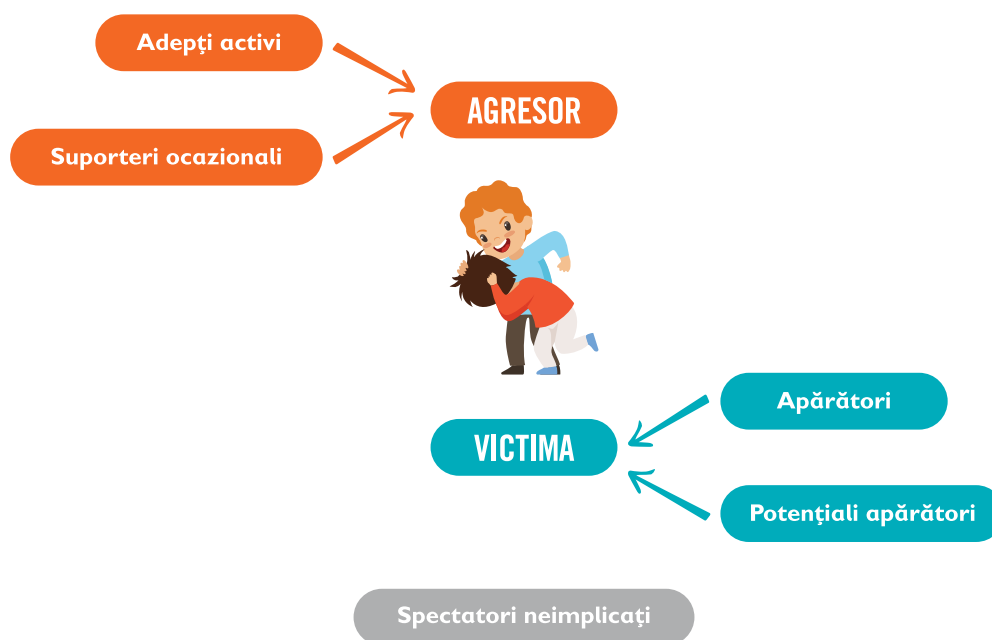 Adepți activi
AGRESOR
Suporteri ocazionali
Apărători
VICTIMA
Potențiali apărători
Spectatori neimplicați